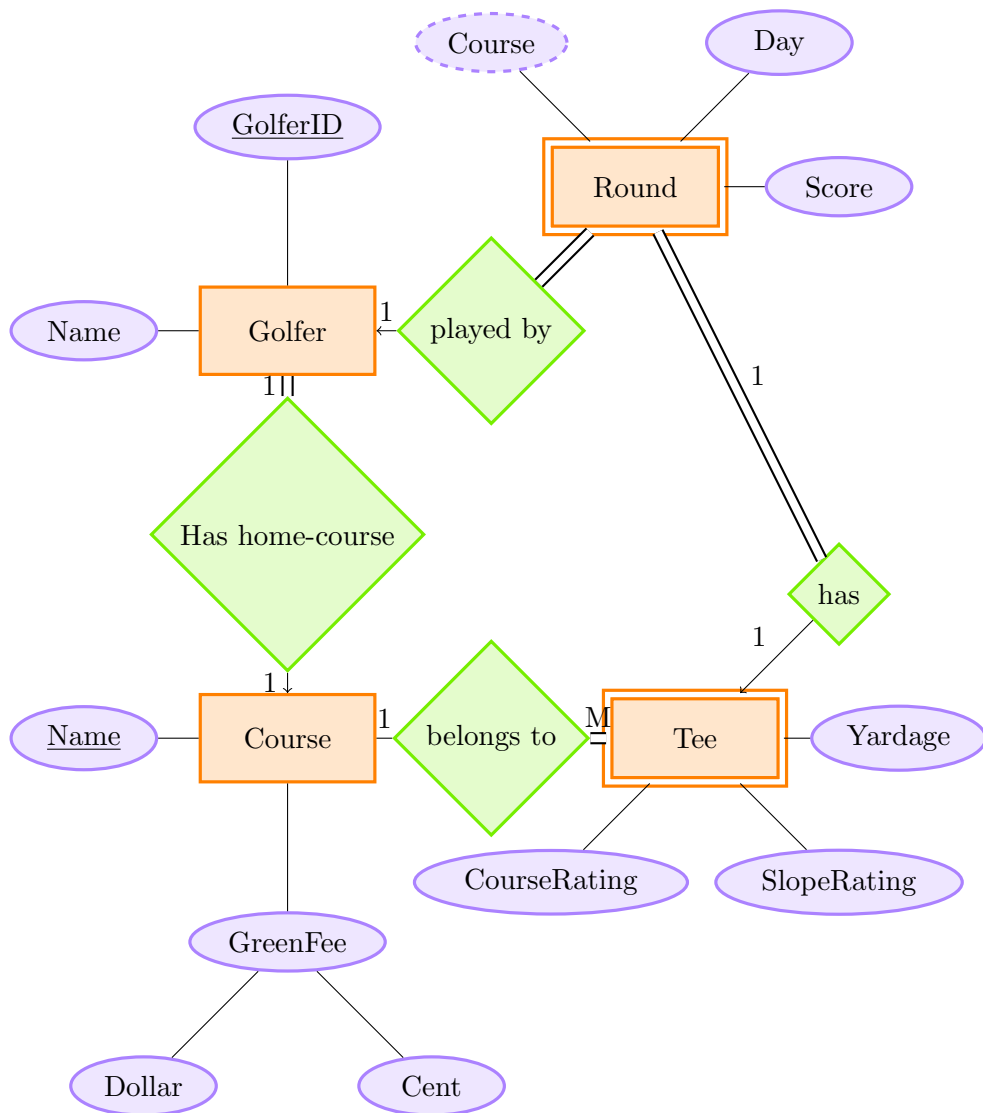 Course
Day
GolferID
Round
Score
Name
Golfer
1
played by
1
1
Has home-course
has
1
1
Name
Course
1
belongs to
M
Tee
Yardage
CourseRating
SlopeRating
GreenFee
Dollar
Cent